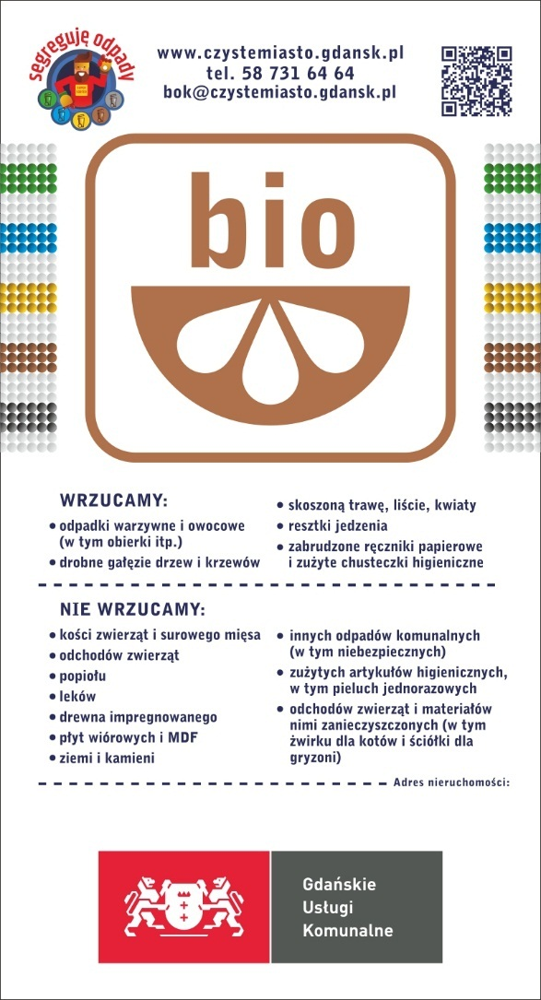 segreguję odpady
www.czystemiasto.gdansk.pl
tel. 58 731 64 64
bok@czystemiasto.gdansk.pl
bio
WRZUCAMY:
• odpadki warzywne i owocowe
(w tym obierki itp.)
• drobne gałęzie drzew i krzewów
• skoszoną trawę, liście, kwiaty
• resztki jedzenia
• zabrudzone ręczniki papierowe
i zużyte chusteczki higieniczne
NIE WRZUCAMY:
• kości zwierząt i surowego mięsa
• odchodów zwierząt
• popiołu
• leków
• drewna impregnowanego
• płyt wiórowych i MDF
• ziemi i kamieni
• innych odpadów komunalnych
(w tym niebezpiecznych)
• zużytych artykułów higienicznych,
w tym pieluch jednorazowych
• odchodów zwierząt i materiałów
nimi zanieczyszczonych (w tym
żwirku dla kotów i ściółki dla
gryzoni)
Adres nieruchomości:
Gdańskie
Usługi
Komunalne